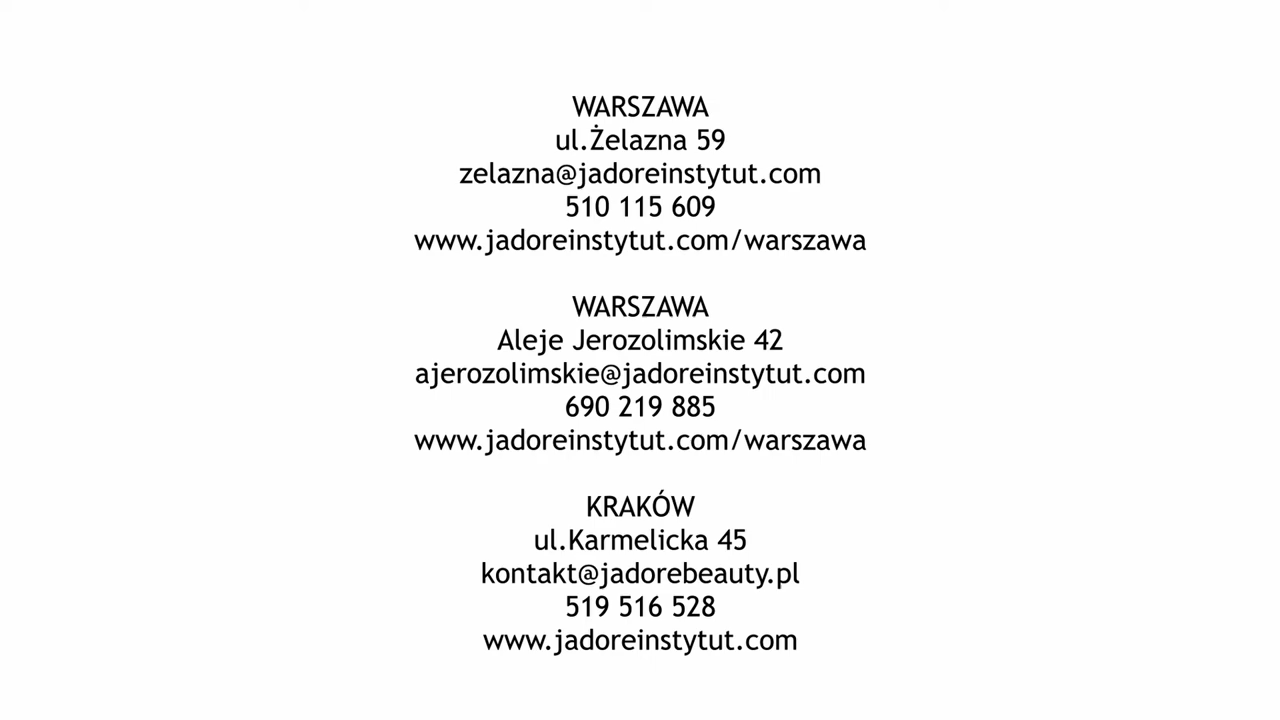 WARSZAWA
ul.Żelazna 59
zelazna@jadoreinstytut.com
510 115 609
www.jadoreinstytut.com/warszawa
WARSZAWA
Aleje Jerozolimskie 42
ajerozolimskie@jadoreinstytut.com
690 219 885
www.jadoreinstytut.com/warszawa
KRAKÓW
ul.Karmelicka 45
kontakt@jadorebeauty.pl
519 516 528
www.jadoreinstytut.com